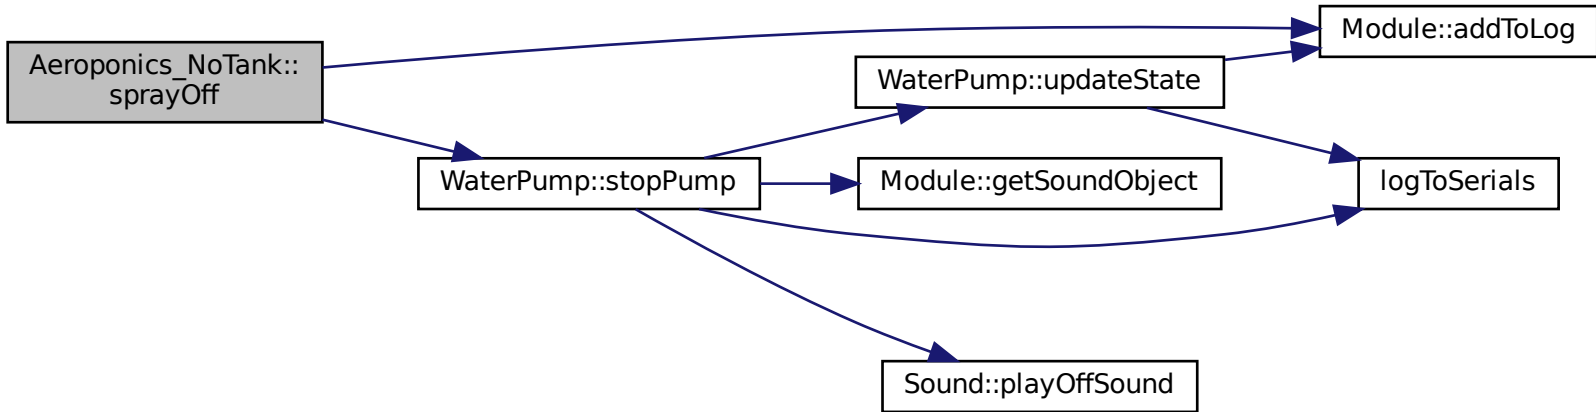 Aeroponics_NoTank::
sprayOff
WaterPump::stopPump
WaterPump::updateState
Module::getSoundObject
Sound::playOffSound
Module::addToLog
logToSerials